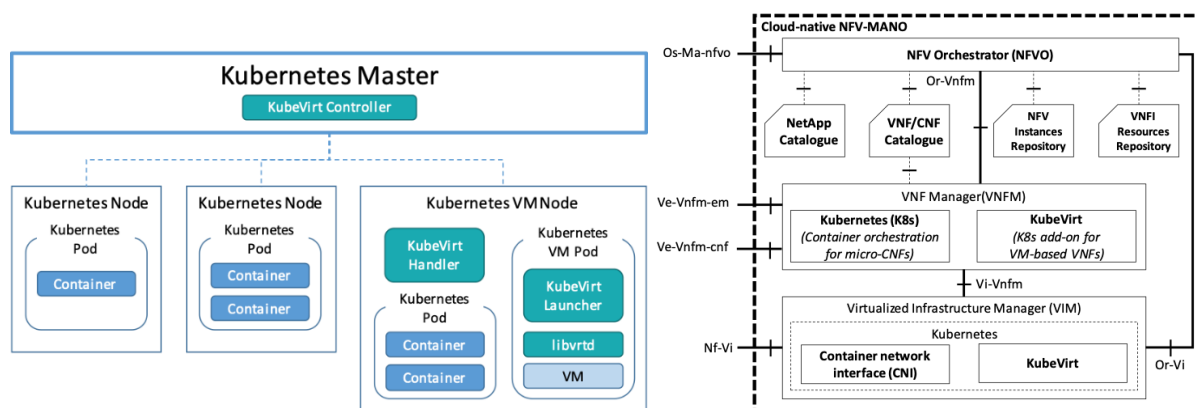 Kubernetes Master
KubeVirt Controller
Kubernetes Node
Kubernetes
Pod
Container
Kubernetes Node
Kubernetes
Pod
Container
Container
Kubernetes VM Node
KubeVirt
Handler
Kubernetes
Pod
Container
Container
Kubernetes
VM Pod
KubeVirt
Launcher
libvrtd
VM
Cloud-native NFV-MANO
Os-Ma-nfvo
NFV Orchestrator (NFVO)
Or-Vnfm
NetApp
Catalogue
VNF/CNF
Catalogue
NFV
Instances
Repository
VNFI
Resources
Repository
Ve-Vnfm-em
Ve-Vnfm-cnf
VNF Manager(VNFM)
Kubernetes (K8s)
(Container orchestration
for micro-CNFs)
KubeVirt
(K8s add-on for
VM-based VNFs)
Vi-Vnfm
Virtualized Infrastructure Manager (VIM)
Nf-Vi
Kubernetes
Container network
interface (CNI)
KubeVirt
Or-Vi